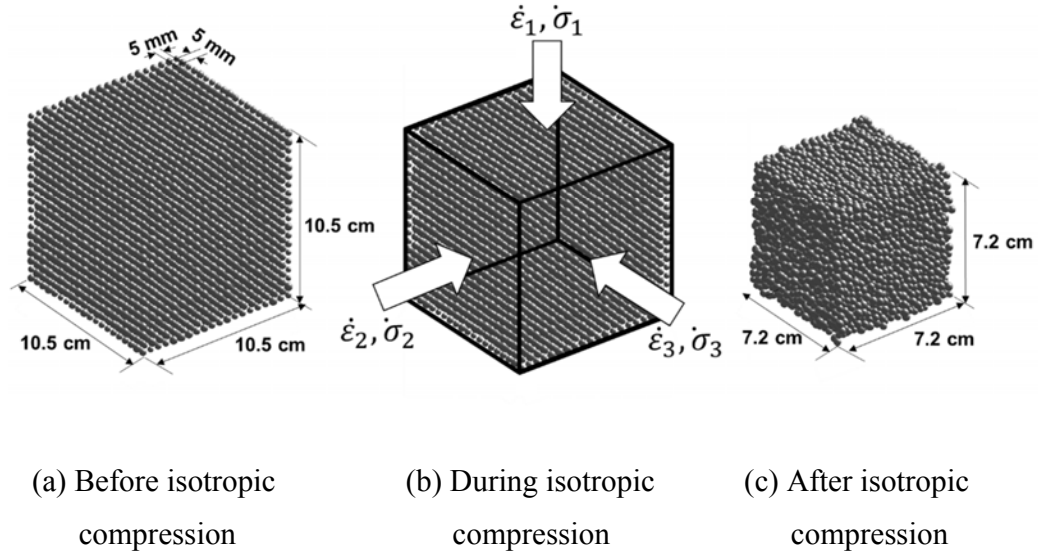 5 mm
5 mm
10.5 cm
10.5 cm
10.5 cm
ε̇₁, σ̇₁
ε̇₂, σ̇₂
ε̇₃, σ̇₃
7.2 cm
7.2 cm
7.2 cm
(a) Before isotropic
compression
(b) During isotropic
compression
(c) After isotropic
compression